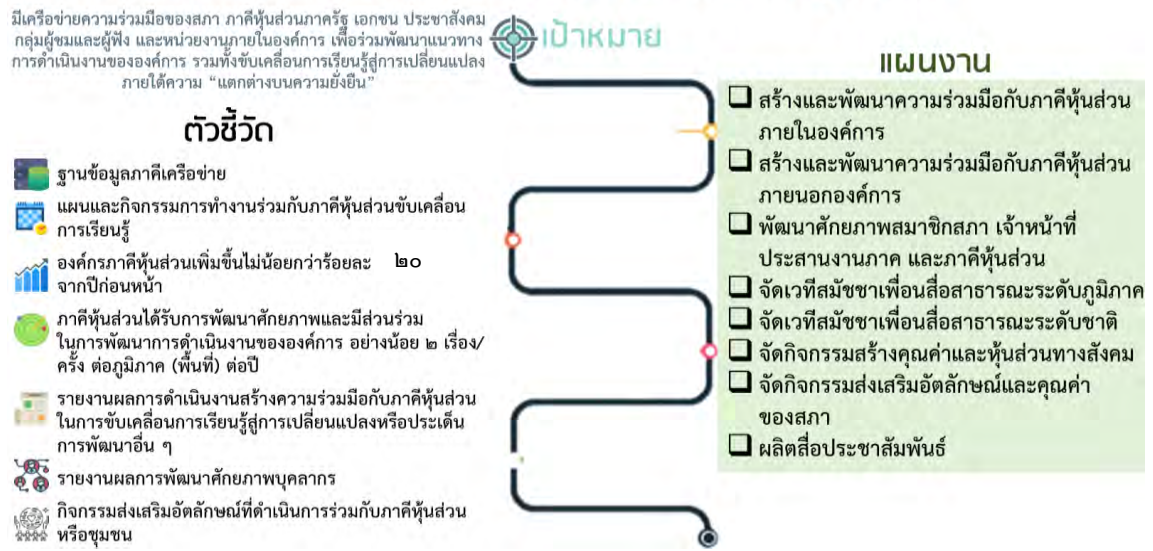 มีเครือข่ายความร่วมมือของสภา ภาคีหุ้นส่วนภาครัฐ เอกชน ประชาสังคม
กลุ่มผู้ชมและผู้ฟัง และหน่วยงานภายในองค์การ เพื่อร่วมพัฒนาแนวทาง
การดำเนินงานขององค์การ รวมทั้งขับเคลื่อนการเรียนรู้สู่การเปลี่ยนแปลง
ภายใต้ความ “แตกต่างบนความยั่งยืน”
เป้าหมาย
ตัวชี้วัด
ฐานข้อมูลภาคีเครือข่าย
แผนและกิจกรรมการทำงานร่วมกับภาคีหุ้นส่วนขับเคลื่อน
การเรียนรู้
องค์กรภาคีหุ้นส่วนเพิ่มขึ้นไม่น้อยกว่าร้อยละ ๒๐
จากปีก่อนหน้า
ภาคีหุ้นส่วนได้รับการพัฒนาศักยภาพและมีส่วนร่วม
ในการพัฒนาการดำเนินงานขององค์การ อย่างน้อย ๒ เรื่อง/
ครั้ง ต่อภูมิภาค (พื้นที่) ต่อปี
รายงานผลการดำเนินงานสร้างความร่วมมือกับภาคีหุ้นส่วน
ในการขับเคลื่อนการเรียนรู้สู่การเปลี่ยนแปลงหรือประเด็น
การพัฒนาอื่น ๆ
รายงานผลการพัฒนาศักยภาพบุคลากร
กิจกรรมส่งเสริมอัตลักษณ์ที่ดำเนินการร่วมกับภาคีหุ้นส่วน
หรือชุมชน
แผนงาน
สร้างและพัฒนาความร่วมมือกับภาคีหุ้นส่วน
ภายในองค์การ
สร้างและพัฒนาความร่วมมือกับภาคีหุ้นส่วน
ภายนอกองค์การ
พัฒนาศักยภาพสมาชิกสภา เจ้าหน้าที่
ประสานงานภาค และภาคีหุ้นส่วน
จัดเวทีสมัชชาเพื่อนสื่อสาธารณะระดับภูมิภาค
จัดเวทีสมัชชาเพื่อนสื่อสาธารณะระดับชาติ
จัดกิจกรรมสร้างคุณค่าและหุ้นส่วนทางสังคม
จัดกิจกรรมส่งเสริมอัตลักษณ์และคุณค่า
ของสภา
ผลิตสื่อประชาสัมพันธ์